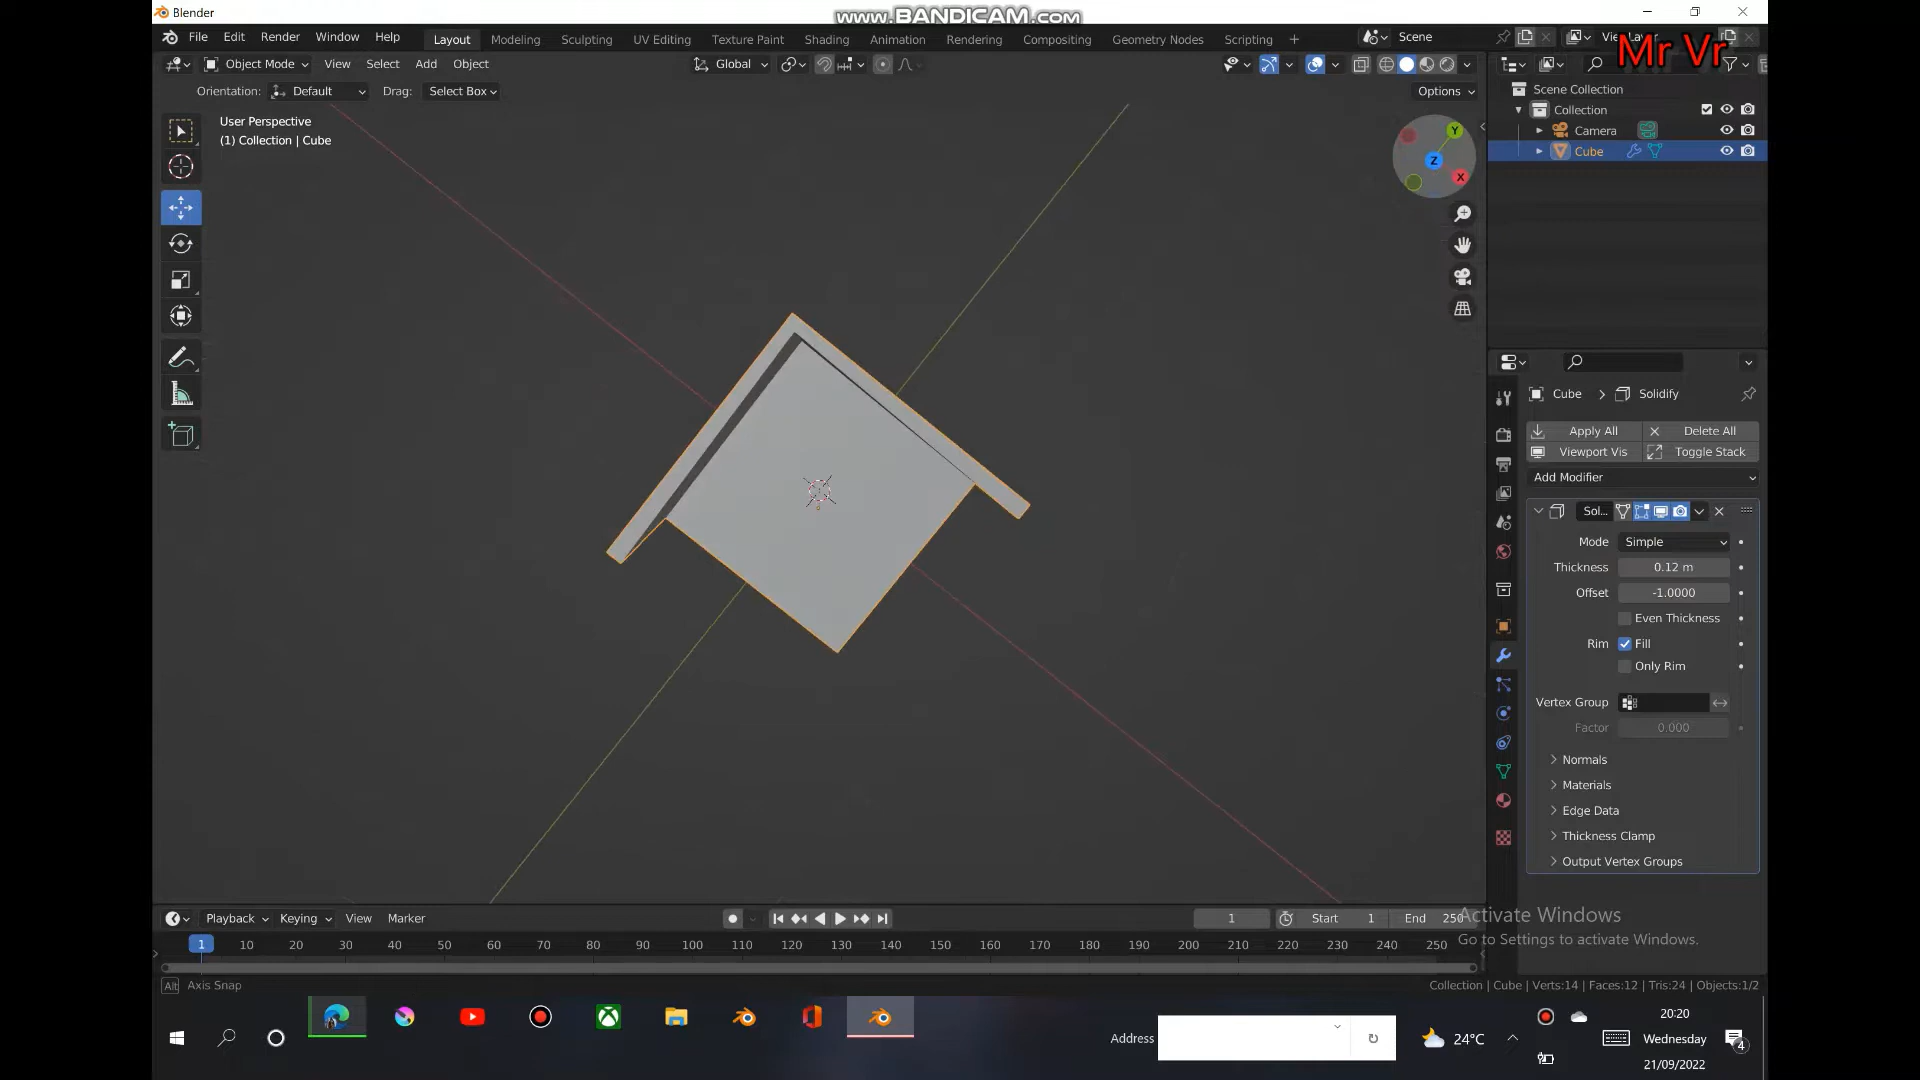 Blender
www.BANDICAM.com
File Edit Render Window Help
Layout Modeling Sculpting UV Editing Texture Paint Shading Animation Rendering Compositing Geometry Nodes Scripting +
Scene
Mr Vr
Object Mode View Select Add Object
Global
Orientation: Default Drag: Select Box
Options
User Perspective
(1) Collection | Cube
Y
Z
X
Scene Collection
Collection
Camera
Cube
Cube > Solidify
Apply All Delete All
Viewport Vis Toggle Stack
Add Modifier
Sol...
Mode Simple
Thickness 0.12 m
Offset -1.0000
Even Thickness
Rim Fill
Only Rim
Vertex Group
Factor 0.000
Normals
Materials
Edge Data
Thickness Clamp
Output Vertex Groups
Playback Keying View Marker
1 Start 1 End 250
Activate Windows
Go to Settings to activate Windows.
1 10 20 30 40 50 60 70 80 90 100 110 120 130 140 150 160 170 180 190 200 210 220 230 240 250
Alt Axis Snap
Collection | Cube | Verts:14 | Faces:12 | Tris:24 | Objects:1/2
Address
24°C
20:20
Wednesday
21/09/2022
4